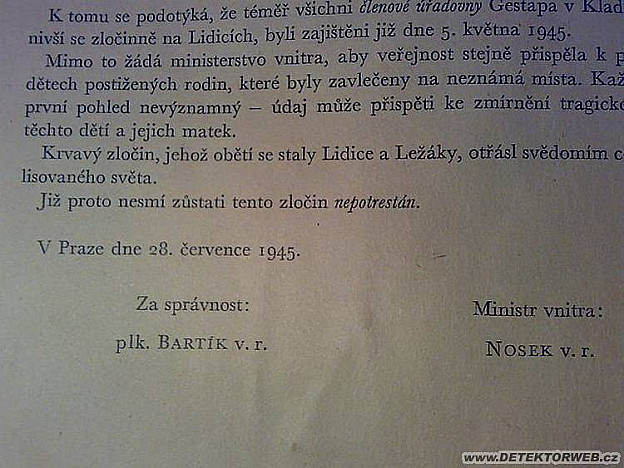 K tomu se podotýká, že téměř všichni členové úřadovny Gestapa v Klad
nivší se zločinně na Lidicích, byli zajištěni již dne 5. května 1945.
Mimo to žádá ministerstvo vnitra, aby veřejnost stejně přispěla k p
dětech postižených rodin, které byly zavlečeny na neznámá místa. Kaž
první pohled nevýznamný — údaj může přispěti ke zmírnění tragick
těchto dětí a jejich matek.
Krvavý zločin, jehož obětí se staly Lidice a Ležáky, otřásl svědomím c
lisovaného světa.
Již proto nesmí zůstati tento zločin nepotrestán.
V Praze dne 28. července 1945.
Za správnost:
plk. BARTÍK v. r.
Ministr vnitra:
NOSEK v. r.
www.DETEKTORWEB.cz